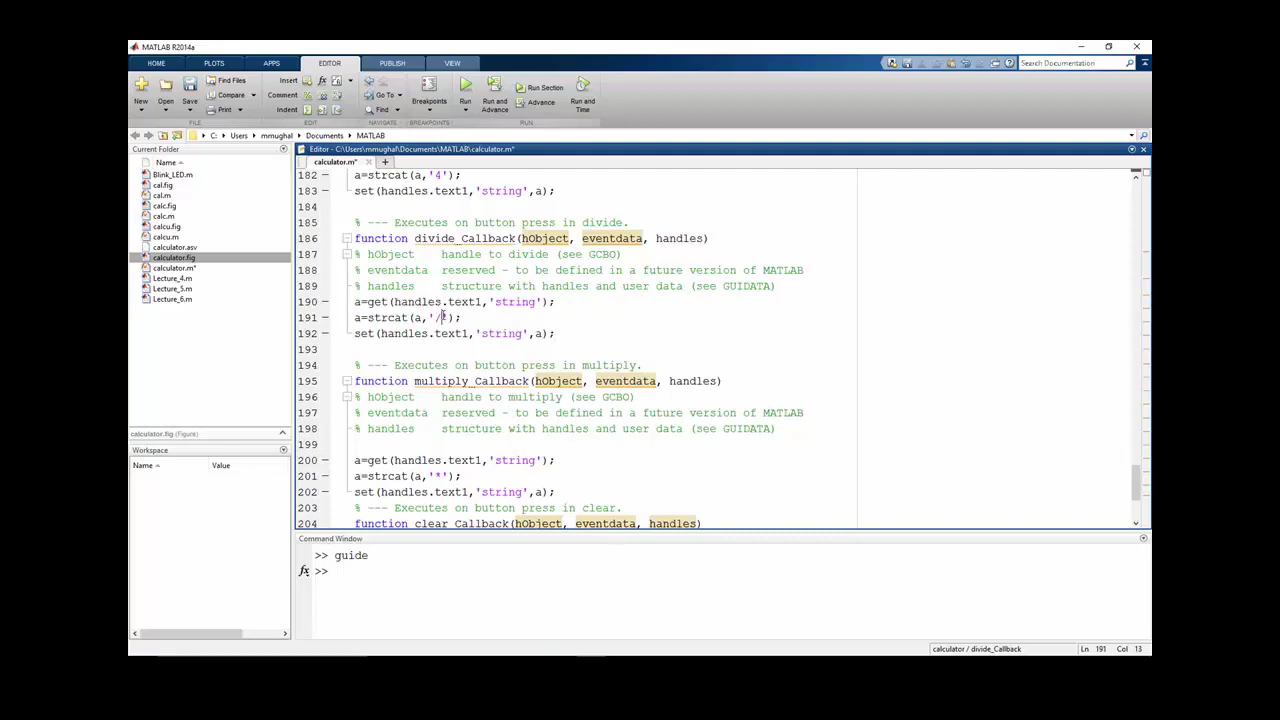 MATLAB R2014a
HOME PLOTS APPS EDITOR PUBLISH VIEW Search Documentation
New Open Save Find Files Compare Print Insert Comment Indent fx Go To Find Breakpoints Run Run and Advance Run Section Advance Run and Time
FILE EDIT NAVIGATE BREAKPOINTS RUN
C: Users mmughal Documents MATLAB
Current Folder
Name
Blink_LED.m
cal.fig
cal.m
calc.fig
calc.m
calcu.fig
calcu.m
calculator.asv
calculator.fig
calculator.m*
Lecture_4.m
Lecture_5.m
Lecture_6.m
calculator.fig (Figure)
Workspace
Name Value
Editor - C:\Users\mmughal\Documents\MATLAB\calculator.m*
calculator.m*
182 a=strcat(a,'4');
183 set(handles.text1,'string',a);
184
185 % --- Executes on button press in divide.
186 function divide_Callback(hObject, eventdata, handles)
187 % hObject    handle to divide (see GCBO)
188 % eventdata  reserved - to be defined in a future version of MATLAB
189 % handles    structure with handles and user data (see GUIDATA)
190 a=get(handles.text1,'string');
191 a=strcat(a,'/');
192 set(handles.text1,'string',a);
193
194 % --- Executes on button press in multiply.
195 function multiply_Callback(hObject, eventdata, handles)
196 % hObject    handle to multiply (see GCBO)
197 % eventdata  reserved - to be defined in a future version of MATLAB
198 % handles    structure with handles and user data (see GUIDATA)
199
200 a=get(handles.text1,'string');
201 a=strcat(a,'*');
202 set(handles.text1,'string',a);
203 % --- Executes on button press in clear.
204 function clear_Callback(hObject, eventdata, handles)
Command Window
>> guide
fx >>
calculator / divide_Callback Ln 191 Col 13